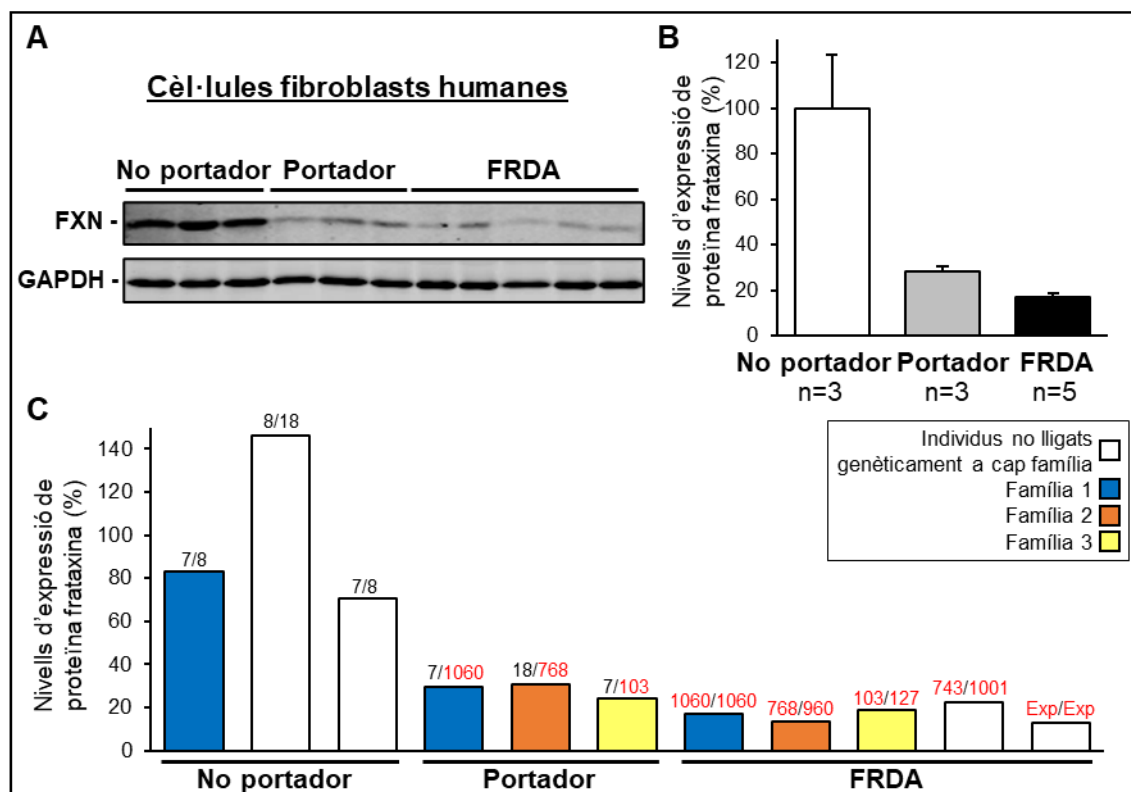 A
Cèl·lules fibroblasts humanes
No portador Portador FRDA
FXN -
GAPDH -
B
Nivells d'expressió de
proteïna frataxina (%)
120
100
80
60
40
20
0
No portador Portador FRDA
n=3 n=3 n=5
C
Nivells d'expressió de
proteïna frataxina (%)
140
120
100
80
60
40
20
0
7/8
8/18
7/8
7/1060
18/768
7/103
1060/1060
768/960
103/127
743/1001
Exp/Exp
No portador Portador FRDA
Individus no lligats
genèticament a cap família
Família 1
Família 2
Família 3